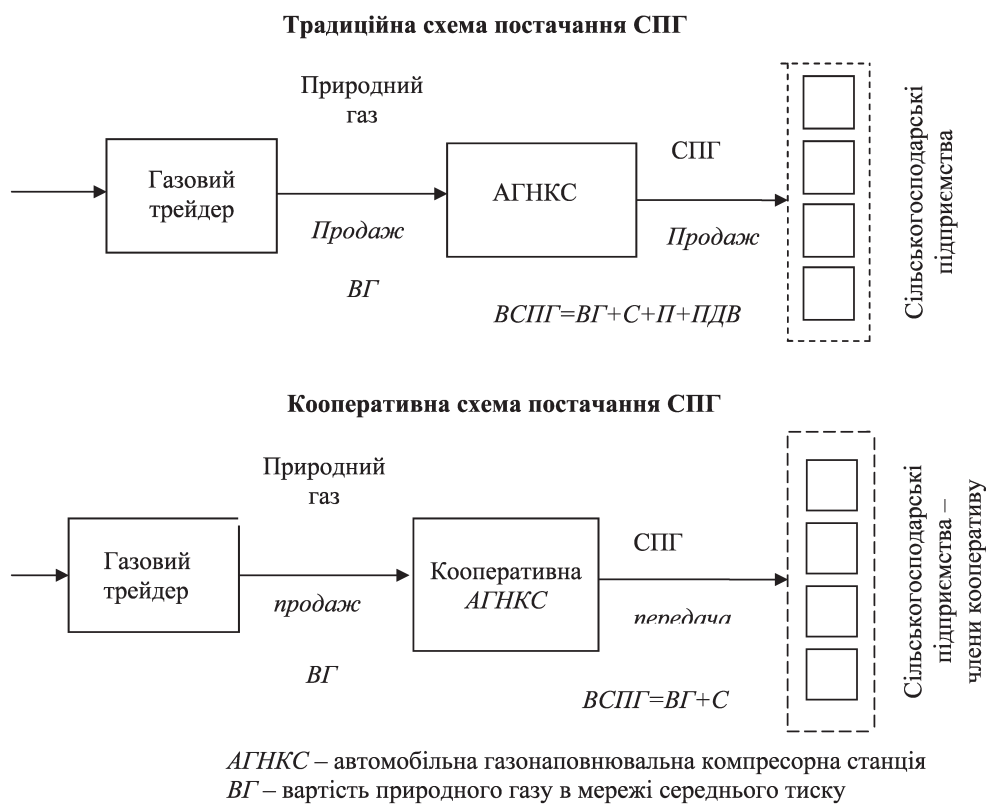 Традиційна схема постачання СПГ
Природний
газ
Газовий
трейдер
АГНКС
СПГ
Продаж
Продаж
ВГ
ВСПГ=ВГ+С+П+ПДВ
Сільськогосподарські
підприємства
Кооперативна схема постачання СПГ
Природний
газ
Газовий
трейдер
Кооперативна
АГНКС
СПГ
продаж
передача
ВГ
ВСПГ=ВГ+С
Сільськогосподарські
підприємства –
члени кооперативу
АГНКС – автомобільна газонаповнювальна компресорна станція
ВГ – вартість природного газу в мережі середнього тиску